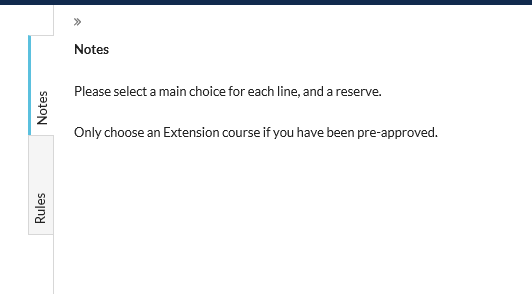 »
Notes
Please select a main choice for each line, and a reserve.
Only choose an Extension course if you have been pre-approved.
Notes
Rules